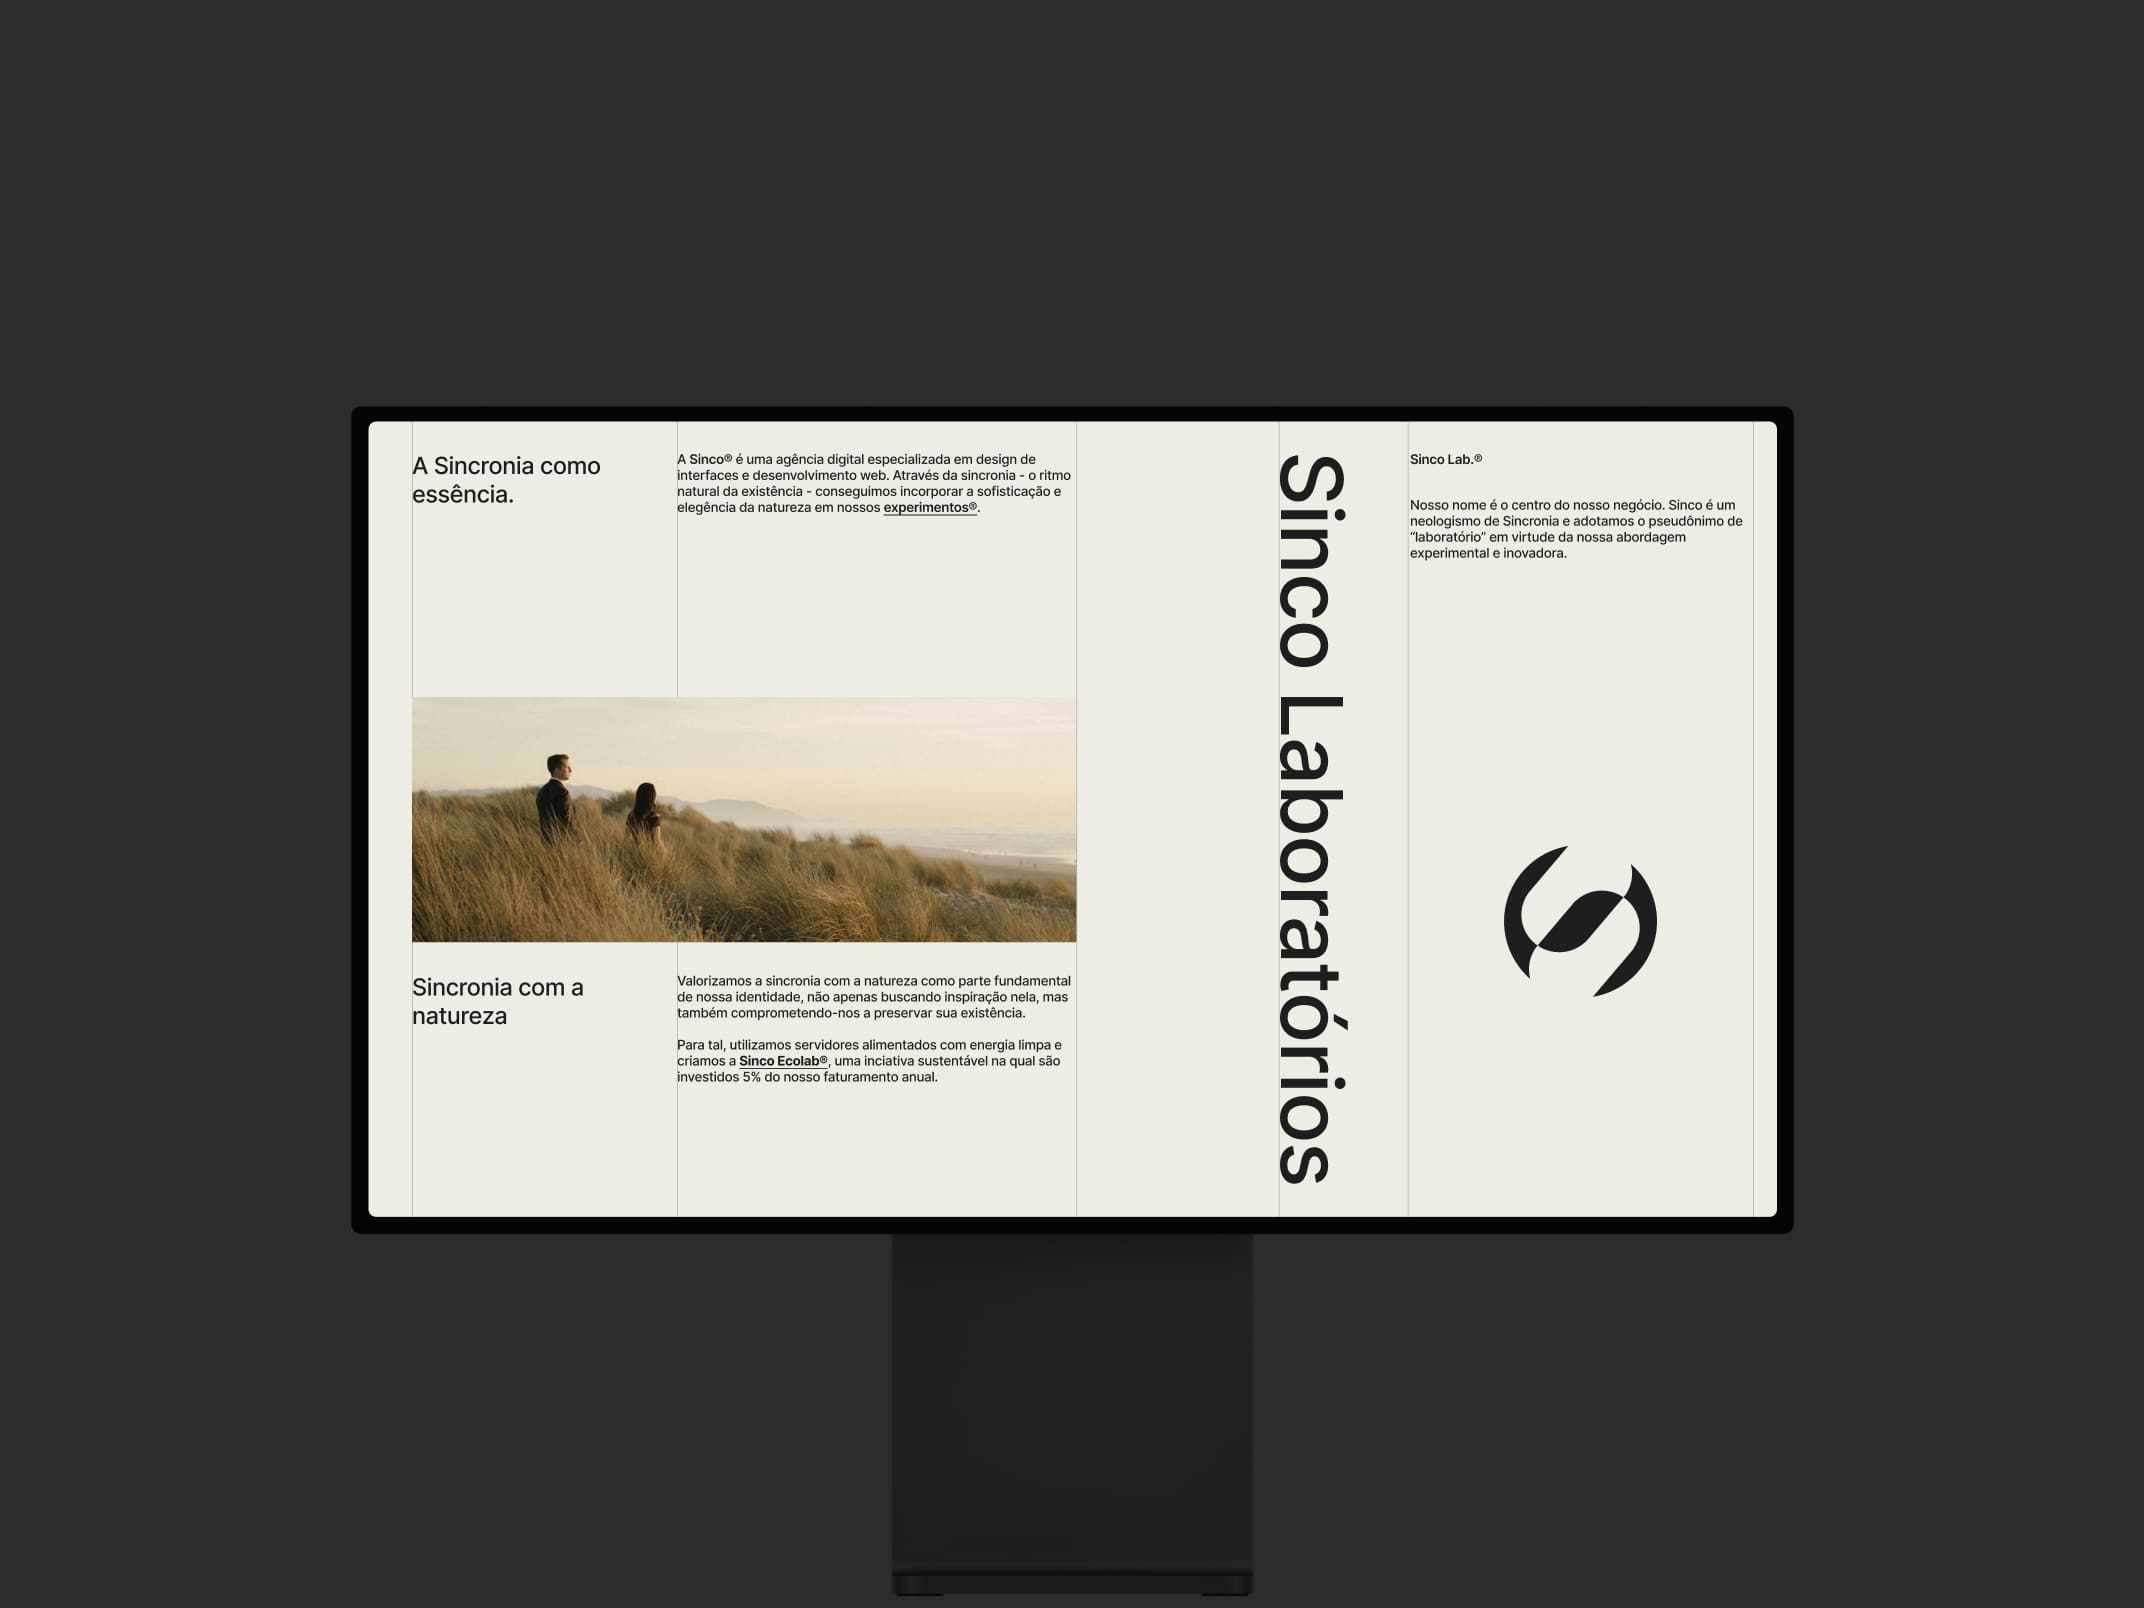 A Sincronia como
essência.
A Sinco® é uma agência digital especializada em design de
interfaces e desenvolvimento web. Através da sincronia - o ritmo
natural da existência - conseguimos incorporar a sofisticação e
elegência da natureza em nossos experimentos®.
Sincronia com a
natureza
Valorizamos a sincronia com a natureza como parte fundamental
de nossa identidade, não apenas buscando inspiração nela, mas
também comprometendo-nos a preservar sua existência.
Para tal, utilizamos servidores alimentados com energia limpa e
criamos a Sinco Ecolab®, uma inciativa sustentável na qual são
investidos 5% do nosso faturamento anual.
Sinco Laboratórios
Sinco Lab.®
Nosso nome é o centro do nosso negócio. Sinco é um
neologismo de Sincronia e adotamos o pseudônimo de
“laboratório” em virtude da nossa abordagem
experimental e inovadora.